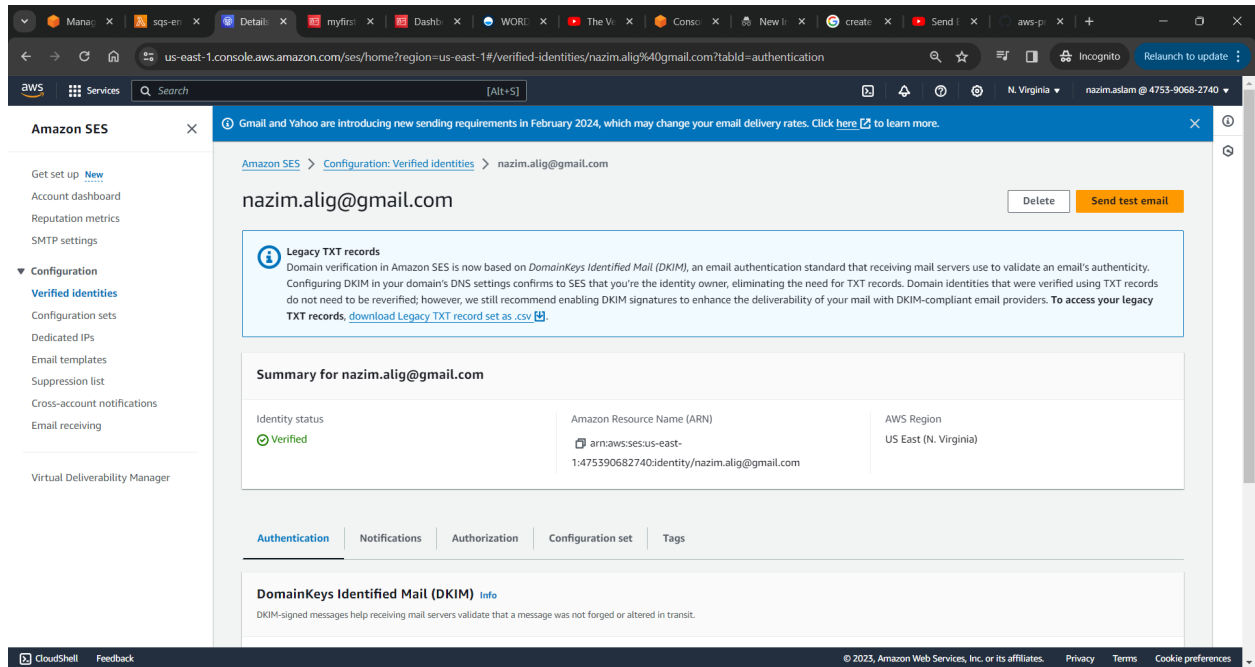 Manag
sqs-en
Details
myfirst
Dashb
WORD
The Ve
Conso
New In
create
Send E
aws-pr
us-east-1.console.aws.amazon.com/ses/home?region=us-east-1#/verified-identities/nazim.alig%40gmail.com?tabId=authentication
Incognito
Relaunch to update
aws
Services
Search
[Alt+S]
N. Virginia
nazim.aslam @ 4753-9068-2740
Amazon SES
Get set up New
Account dashboard
Reputation metrics
SMTP settings
Configuration
Verified identities
Configuration sets
Dedicated IPs
Email templates
Suppression list
Cross-account notifications
Email receiving
Virtual Deliverability Manager
Gmail and Yahoo are introducing new sending requirements in February 2024, which may change your email delivery rates. Click here to learn more.
Amazon SES > Configuration: Verified identities > nazim.alig@gmail.com
nazim.alig@gmail.com
Delete
Send test email
Legacy TXT records
Domain verification in Amazon SES is now based on DomainKeys Identified Mail (DKIM), an email authentication standard that receiving mail servers use to validate an email's authenticity.
Configuring DKIM in your domain's DNS settings confirms to SES that you're the identity owner, eliminating the need for TXT records. Domain identities that were verified using TXT records
do not need to be reverified; however, we still recommend enabling DKIM signatures to enhance the deliverability of your mail with DKIM-compliant email providers. To access your legacy
TXT records, download Legacy TXT record set as .csv.
Summary for nazim.alig@gmail.com
Identity status
Verified
Amazon Resource Name (ARN)
arn:aws:ses:us-east-
1:475390682740:identity/nazim.alig@gmail.com
AWS Region
US East (N. Virginia)
Authentication
Notifications
Authorization
Configuration set
Tags
DomainKeys Identified Mail (DKIM) Info
DKIM-signed messages help receiving mail servers validate that a message was not forged or altered in transit.
CloudShell
Feedback
© 2023, Amazon Web Services, Inc. or its affiliates.
Privacy
Terms
Cookie preferences